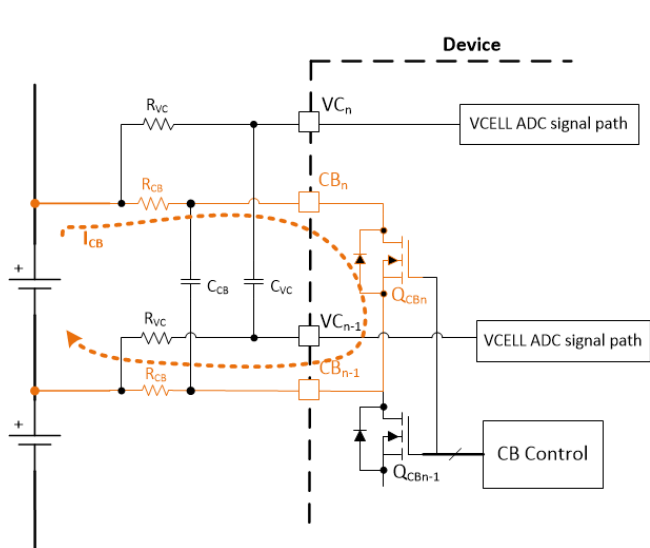 Device
RVC
VCn
VCELL ADC signal path
RCB
CBn
ICB
+
CCB
CVC
QCBn
RVC
VCn-1
VCELL ADC signal path
RCB
CBn-1
+
CB Control
QCBn-1